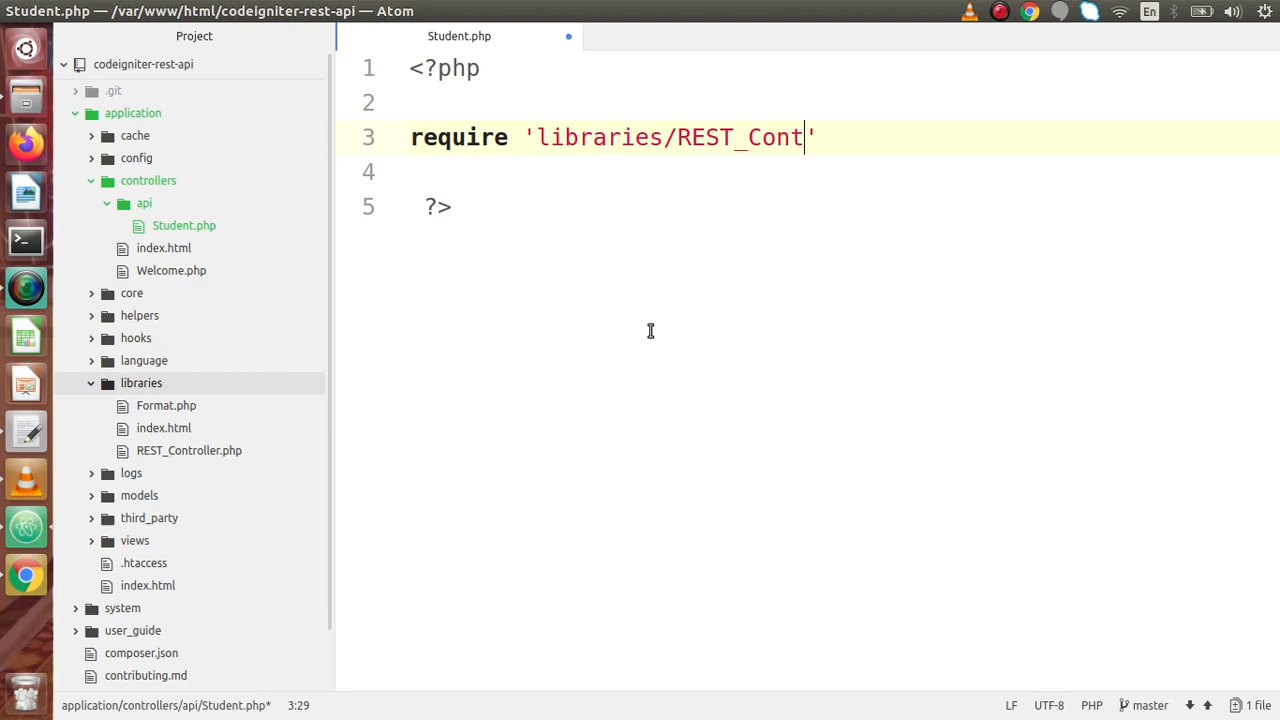 Student.php — /var/www/html/codeigniter-rest-api — Atom
En
Project
Student.php
codeigniter-rest-api
.git
application
cache
config
controllers
api
Student.php
index.html
Welcome.php
core
helpers
hooks
language
libraries
Format.php
index.html
REST_Controller.php
logs
models
third_party
views
.htaccess
index.html
system
user_guide
composer.json
contributing.md
1 <?php
2
3 require 'libraries/REST_Cont'
4
5 ?>
application/controllers/api/Student.php* 3:29 LF UTF-8 PHP master 1 file